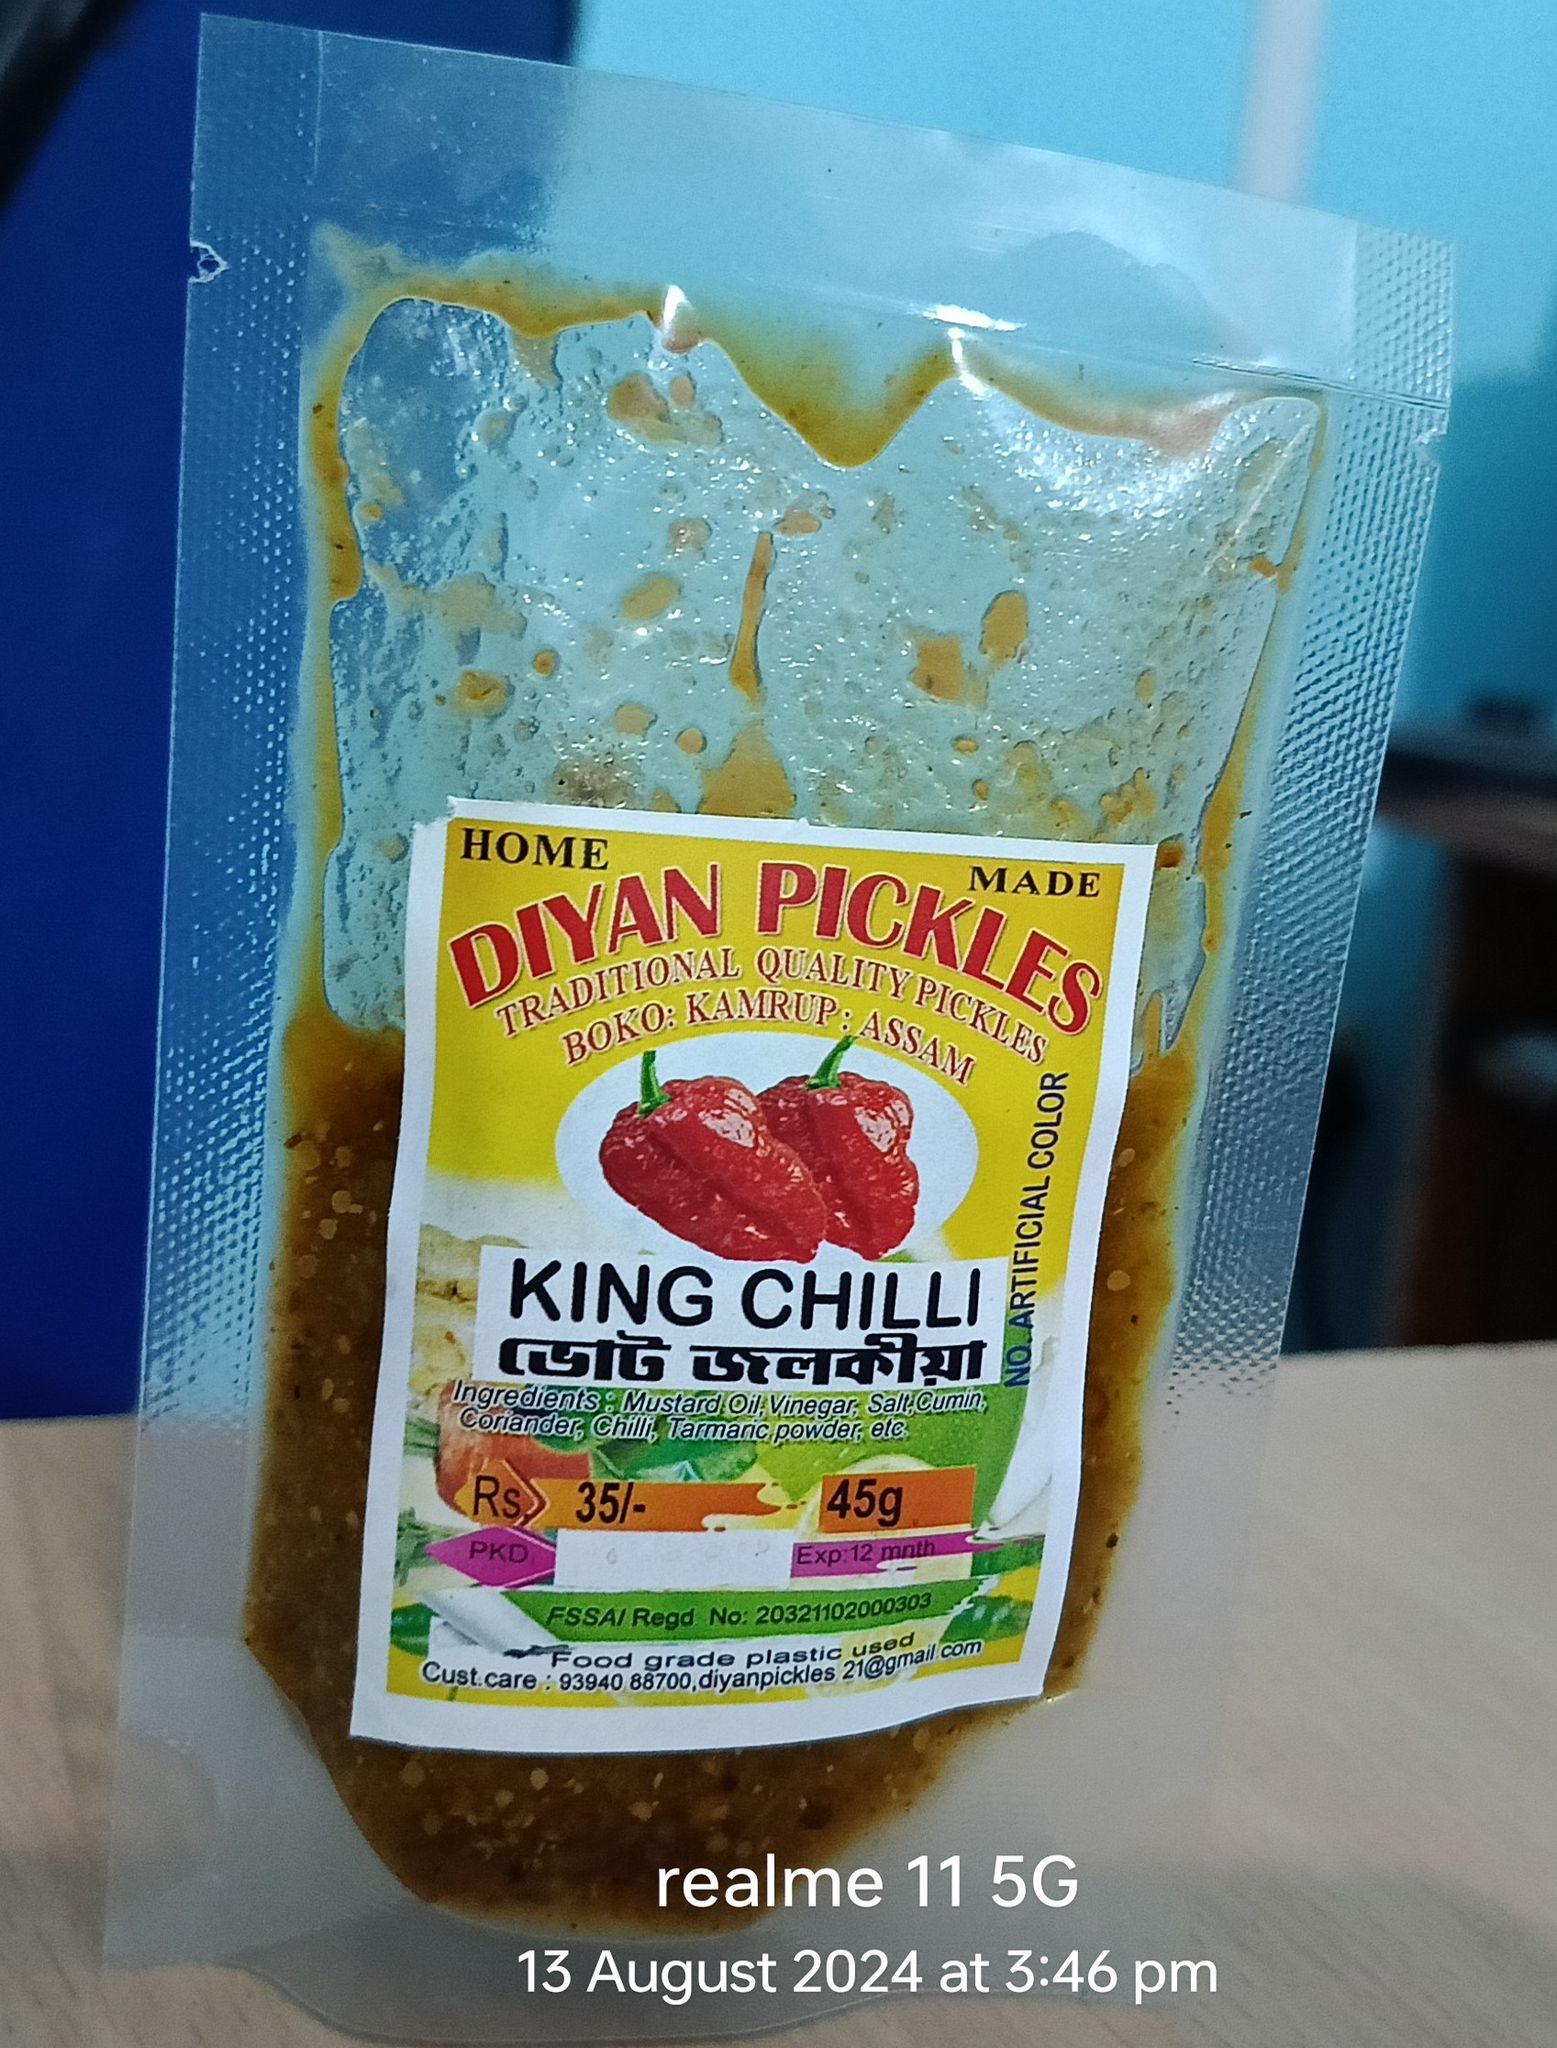 HOME MADE
DIYAN PICKLES
TRADITIONAL QUALITY PICKLES
BOKO: KAMRUP: ASSAM
NO. ARTIFICIAL COLOR
KING CHILLI
ভোট জলকীয়া
Ingredients : Mustard Oil, Vinegar, Salt, Cumin,
Coriander, Chilli, Tarmaric powder, etc.
Rs. 35/- 45g
PKD Exp:12 mnth
FSSAI Regd No: 20321102000303
Food grade plastic used
Cust.care : 93940 88700,diyanpickles 21@gmail.com
realme 11 5G
13 August 2024 at 3:46 pm